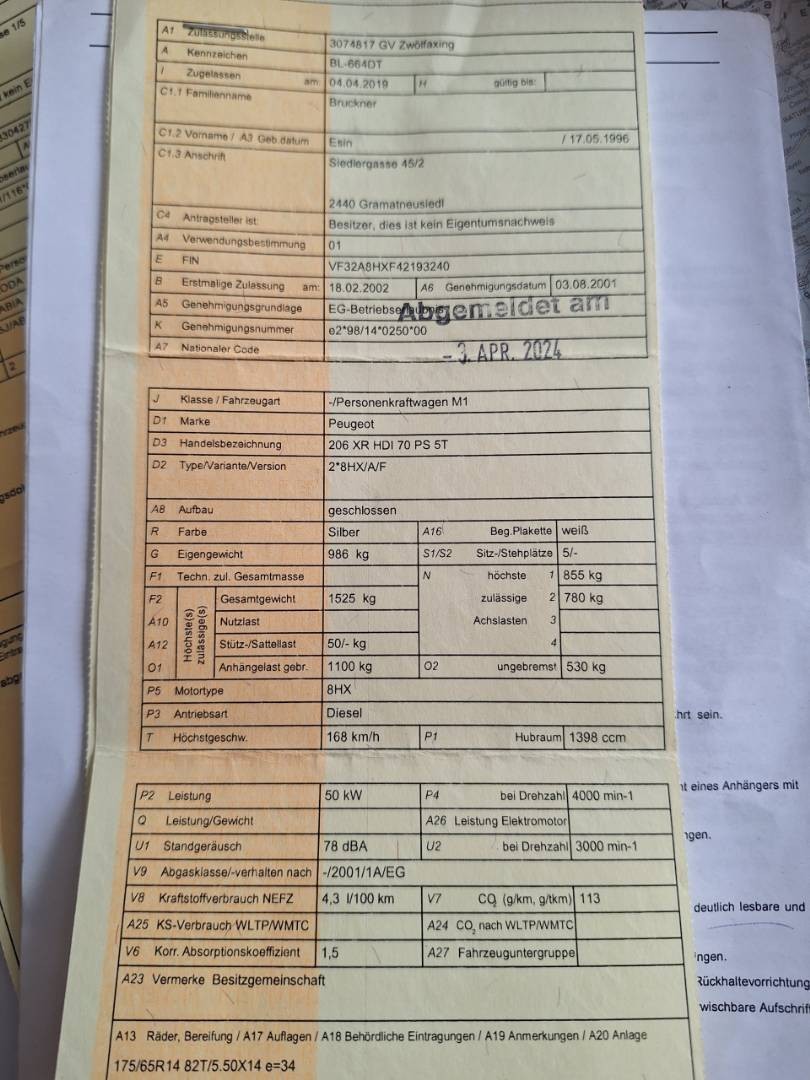 A1 Zulassungsstelle 3074817 GV Zwölfaxing
A Kennzeichen BL-664DT
I Zugelassen am: 04.04.2019 H gültig bis:
C1.1 Familienname Bruckner
C1.2 Vorname / A3 Geb.datum Esin / 17.05.1996
C1.3 Anschrift Siedlergasse 45/2
2440 Gramatneusiedl
C4 Antragsteller ist Besitzer, dies ist kein Eigentumsnachweis
A4 Verwendungsbestimmung 01
E FIN VF32A8HXF42193240
B Erstmalige Zulassung am: 18.02.2002 A6 Genehmigungsdatum 03.08.2001
A5 Genehmigungsgrundlage EG-Betriebserlaubnis
Abgemeldet am
K Genehmigungsnummer e2*98/14*0250*00
A7 Nationaler Code
- 3. APR. 2024
J Klasse / Fahrzeugart -/Personenkraftwagen M1
D1 Marke Peugeot
D3 Handelsbezeichnung 206 XR HDI 70 PS 5T
D2 Type/Variante/Version 2*8HX/A/F
A8 Aufbau geschlossen
R Farbe Silber A16 Beg.Plakette weiß
G Eigengewicht 986 kg S1/S2 Sitz-/Stehplätze 5/-
F1 Techn. zul. Gesamtmasse N höchste 1 855 kg
F2 Höchste(s) zulässige(s) Gesamtgewicht 1525 kg zulässige 2 780 kg
A10 Nutzlast Achslasten 3
A12 Stütz-/Sattellast 50/- kg 4
O1 Anhängelast gebr. 1100 kg O2 ungebremst 530 kg
P5 Motortype 8HX
P3 Antriebsart Diesel
T Höchstgeschw. 168 km/h P1 Hubraum 1398 ccm
P2 Leistung 50 kW P4 bei Drehzahl 4000 min-1
Q Leistung/Gewicht A26 Leistung Elektromotor
U1 Standgeräusch 78 dBA U2 bei Drehzahl 3000 min-1
V9 Abgasklasse/-verhalten nach -/2001/1A/EG
V8 Kraftstoffverbrauch NEFZ 4,3 l/100 km V7 CO₂ (g/km, g/tkm) 113
A25 KS-Verbrauch WLTP/WMTC A24 CO₂ nach WLTP/WMTC
V6 Korr. Absorptionskoeffizient 1,5 A27 Fahrzeuguntergruppe
A23 Vermerke Besitzgemeinschaft
A13 Räder, Bereifung / A17 Auflagen / A18 Behördliche Eintragungen / A19 Anmerkungen / A20 Anlage
175/65R14 82T/5.50X14 e=34
hrt sein.
eines Anhängers mit
deutlich lesbare und
Rückhaltevorrichtung